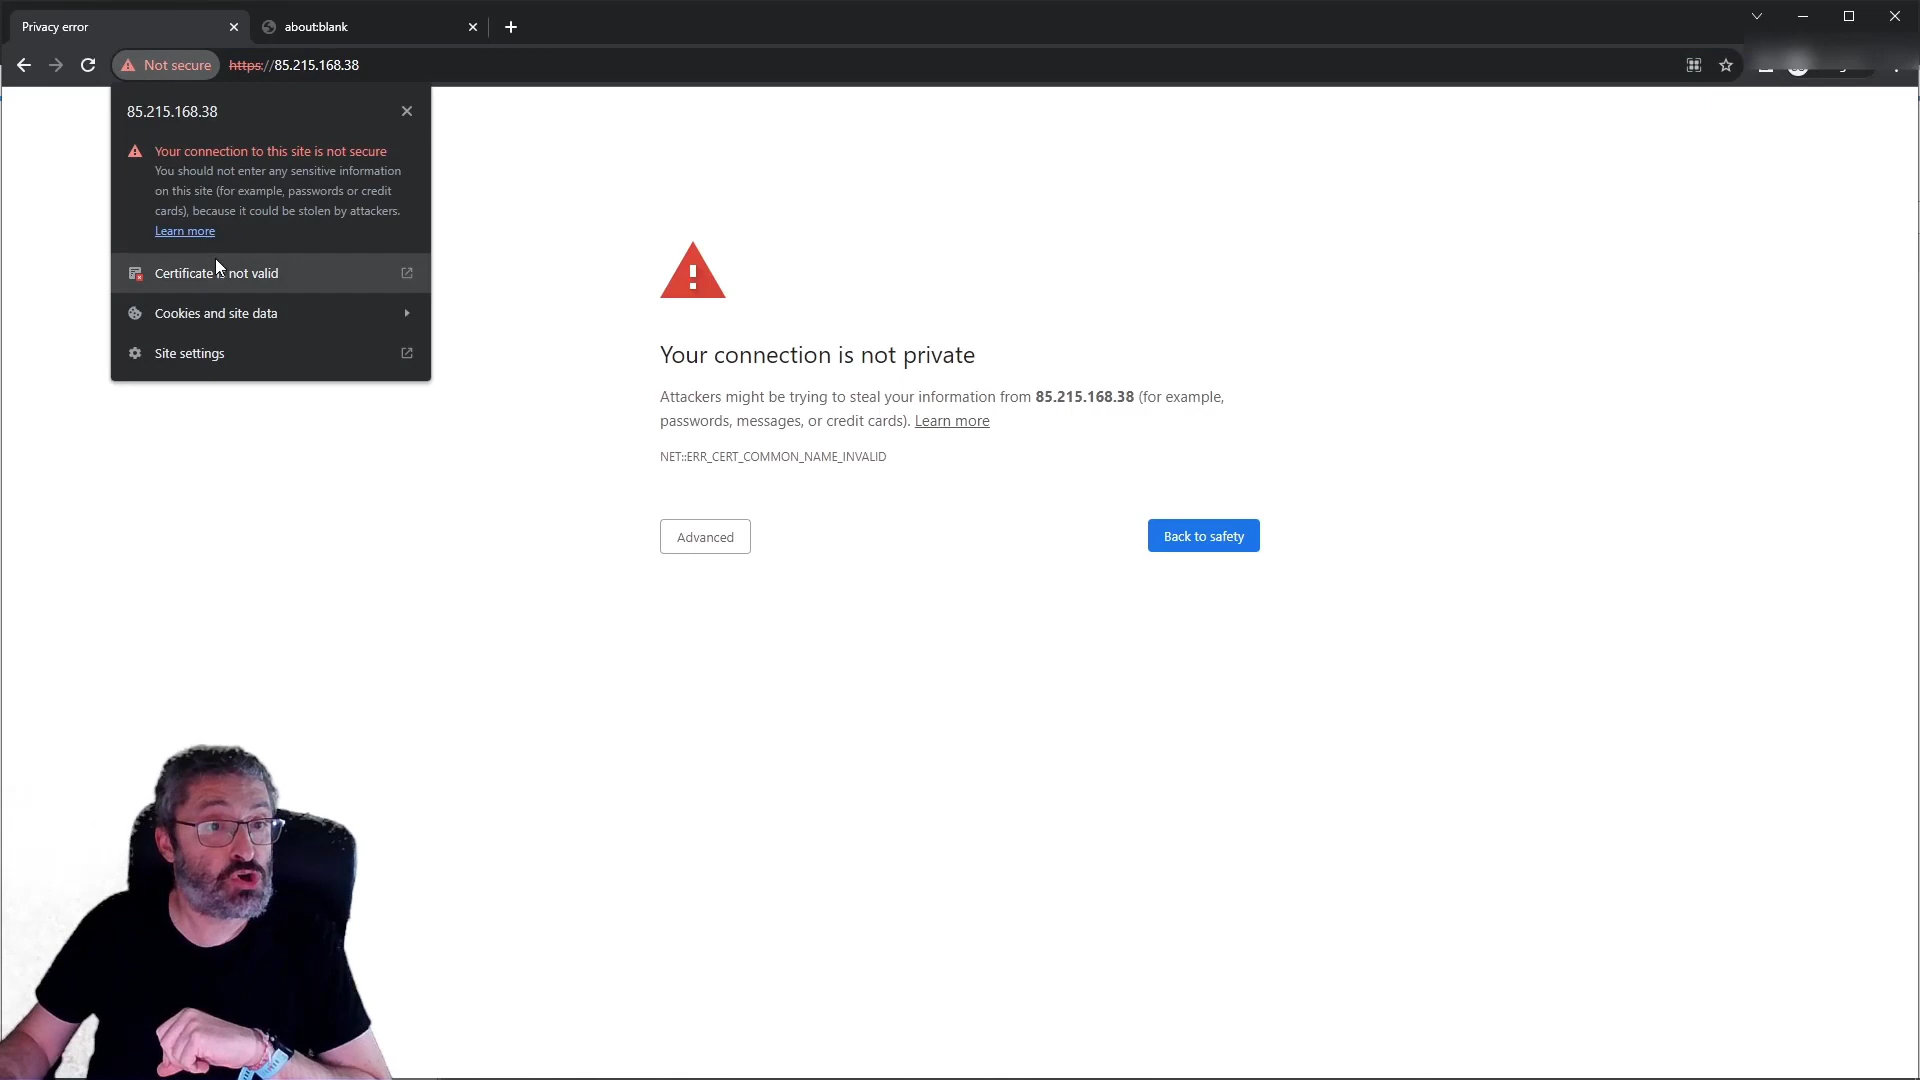 Privacy error
about:blank
Not secure
https://85.215.168.38
85.215.168.38
Your connection to this site is not secure
You should not enter any sensitive information
on this site (for example, passwords or credit
cards), because it could be stolen by attackers.
Learn more
Certificate is not valid
Cookies and site data
Site settings
Your connection is not private
Attackers might be trying to steal your information from 85.215.168.38 (for example,
passwords, messages, or credit cards). Learn more
NET::ERR_CERT_COMMON_NAME_INVALID
Advanced
Back to safety